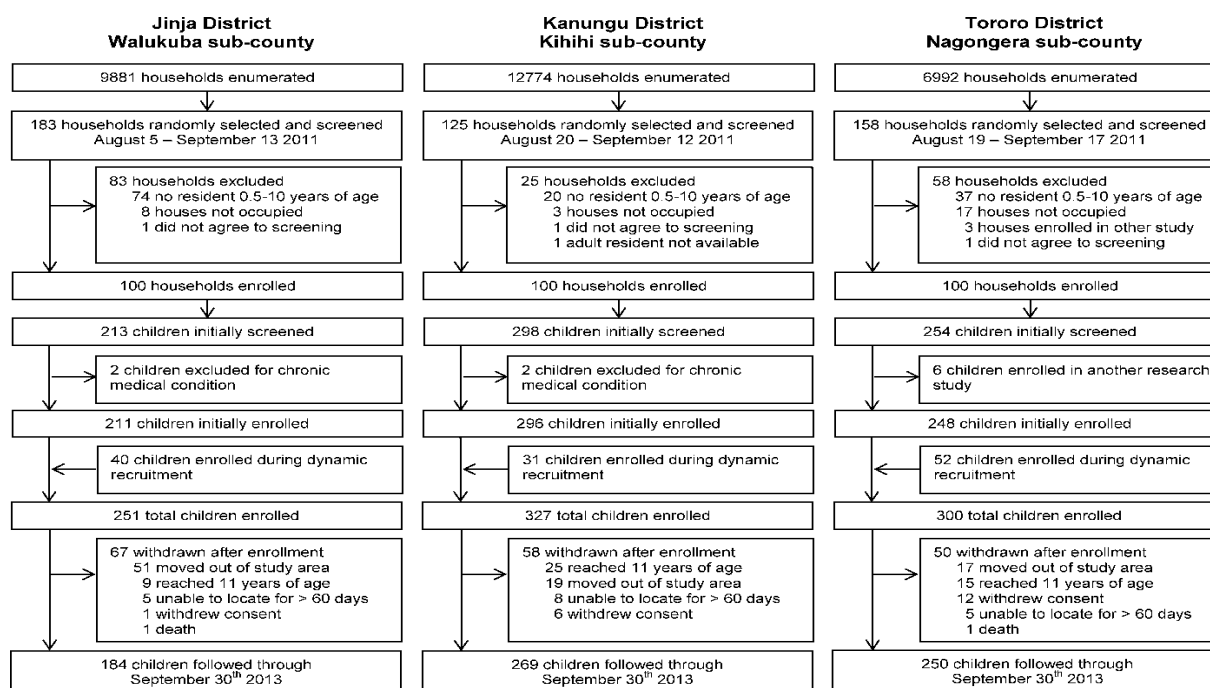 Jinja District
Walukuba sub-county
9881 households enumerated
183 households randomly selected and screened
August 5 – September 13 2011
83 households excluded
74 no resident 0.5-10 years of age
8 houses not occupied
1 did not agree to screening
100 households enrolled
213 children initially screened
2 children excluded for chronic
medical condition
211 children initially enrolled
40 children enrolled during dynamic
recruitment
251 total children enrolled
67 withdrawn after enrollment
51 moved out of study area
9 reached 11 years of age
5 unable to locate for > 60 days
1 withdrew consent
1 death
184 children followed through
September 30th 2013
Kanungu District
Kihihi sub-county
12774 households enumerated
125 households randomly selected and screened
August 20 – September 12 2011
25 households excluded
20 no resident 0.5-10 years of age
3 houses not occupied
1 did not agree to screening
1 adult resident not available
100 households enrolled
298 children initially screened
2 children excluded for chronic
medical condition
296 children initially enrolled
31 children enrolled during dynamic
recruitment
327 total children enrolled
58 withdrawn after enrollment
25 reached 11 years of age
19 moved out of study area
8 unable to locate for > 60 days
6 withdrew consent
269 children followed through
September 30th 2013
Tororo District
Nagongera sub-county
6992 households enumerated
158 households randomly selected and screened
August 19 – September 17 2011
58 households excluded
37 no resident 0.5-10 years of age
17 houses not occupied
3 houses enrolled in other study
1 did not agree to screening
100 households enrolled
254 children initially screened
6 children enrolled in another research
study
248 children initially enrolled
52 children enrolled during dynamic
recruitment
300 total children enrolled
50 withdrawn after enrollment
17 moved out of study area
15 reached 11 years of age
12 withdrew consent
5 unable to locate for > 60 days
1 death
250 children followed through
September 30th 2013